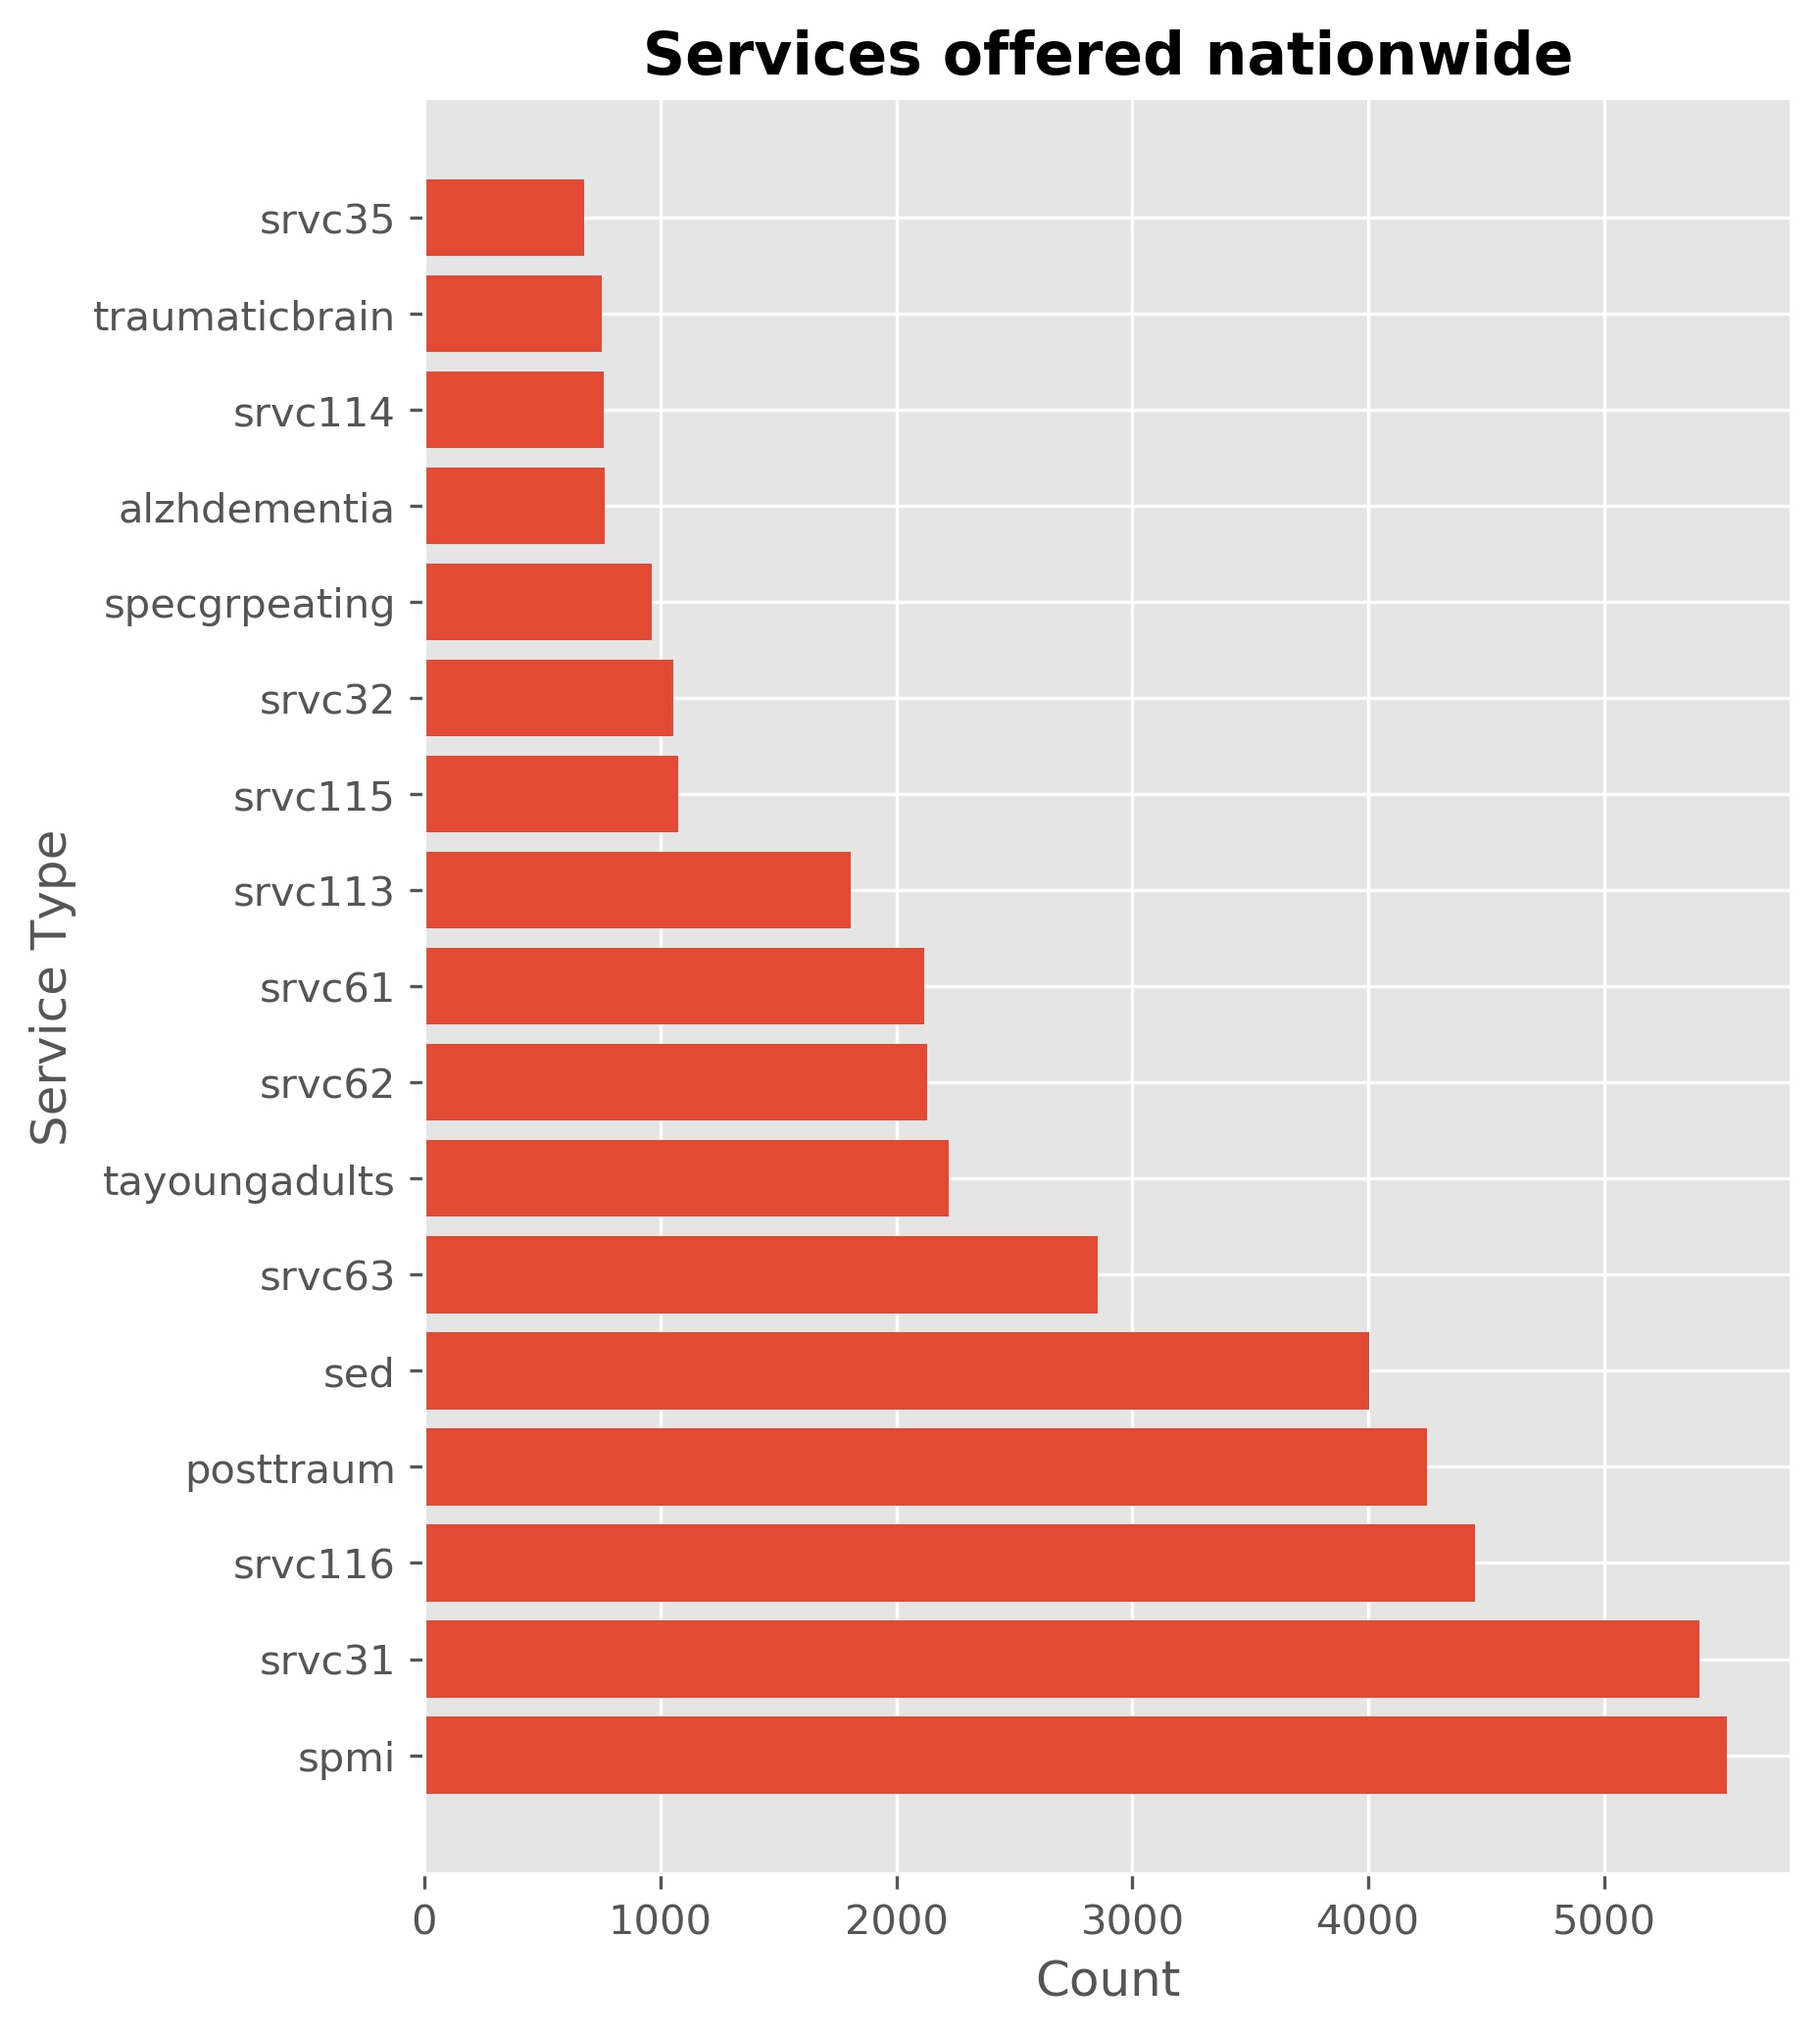 Services offered nationwide
srvc35
traumaticbrain
srvc114
alzhdementia
specgrpeating
srvc32
srvc115
srvc113
srvc61
srvc62
tayoungadults
srvc63
sed
posttraum
srvc116
srvc31
spmi
Service Type
0 1000 2000 3000 4000 5000
Count